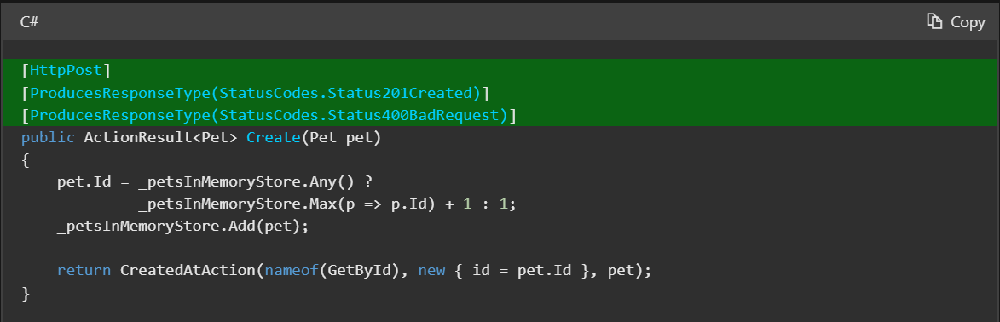 C#
Copy
[HttpPost]
[ProducesResponseType(StatusCodes.Status201Created)]
[ProducesResponseType(StatusCodes.Status400BadRequest)]
public ActionResult<Pet> Create(Pet pet)
{
    pet.Id = _petsInMemoryStore.Any() ?
             _petsInMemoryStore.Max(p => p.Id) + 1 : 1;
    _petsInMemoryStore.Add(pet);

    return CreatedAtAction(nameof(GetById), new { id = pet.Id }, pet);
}